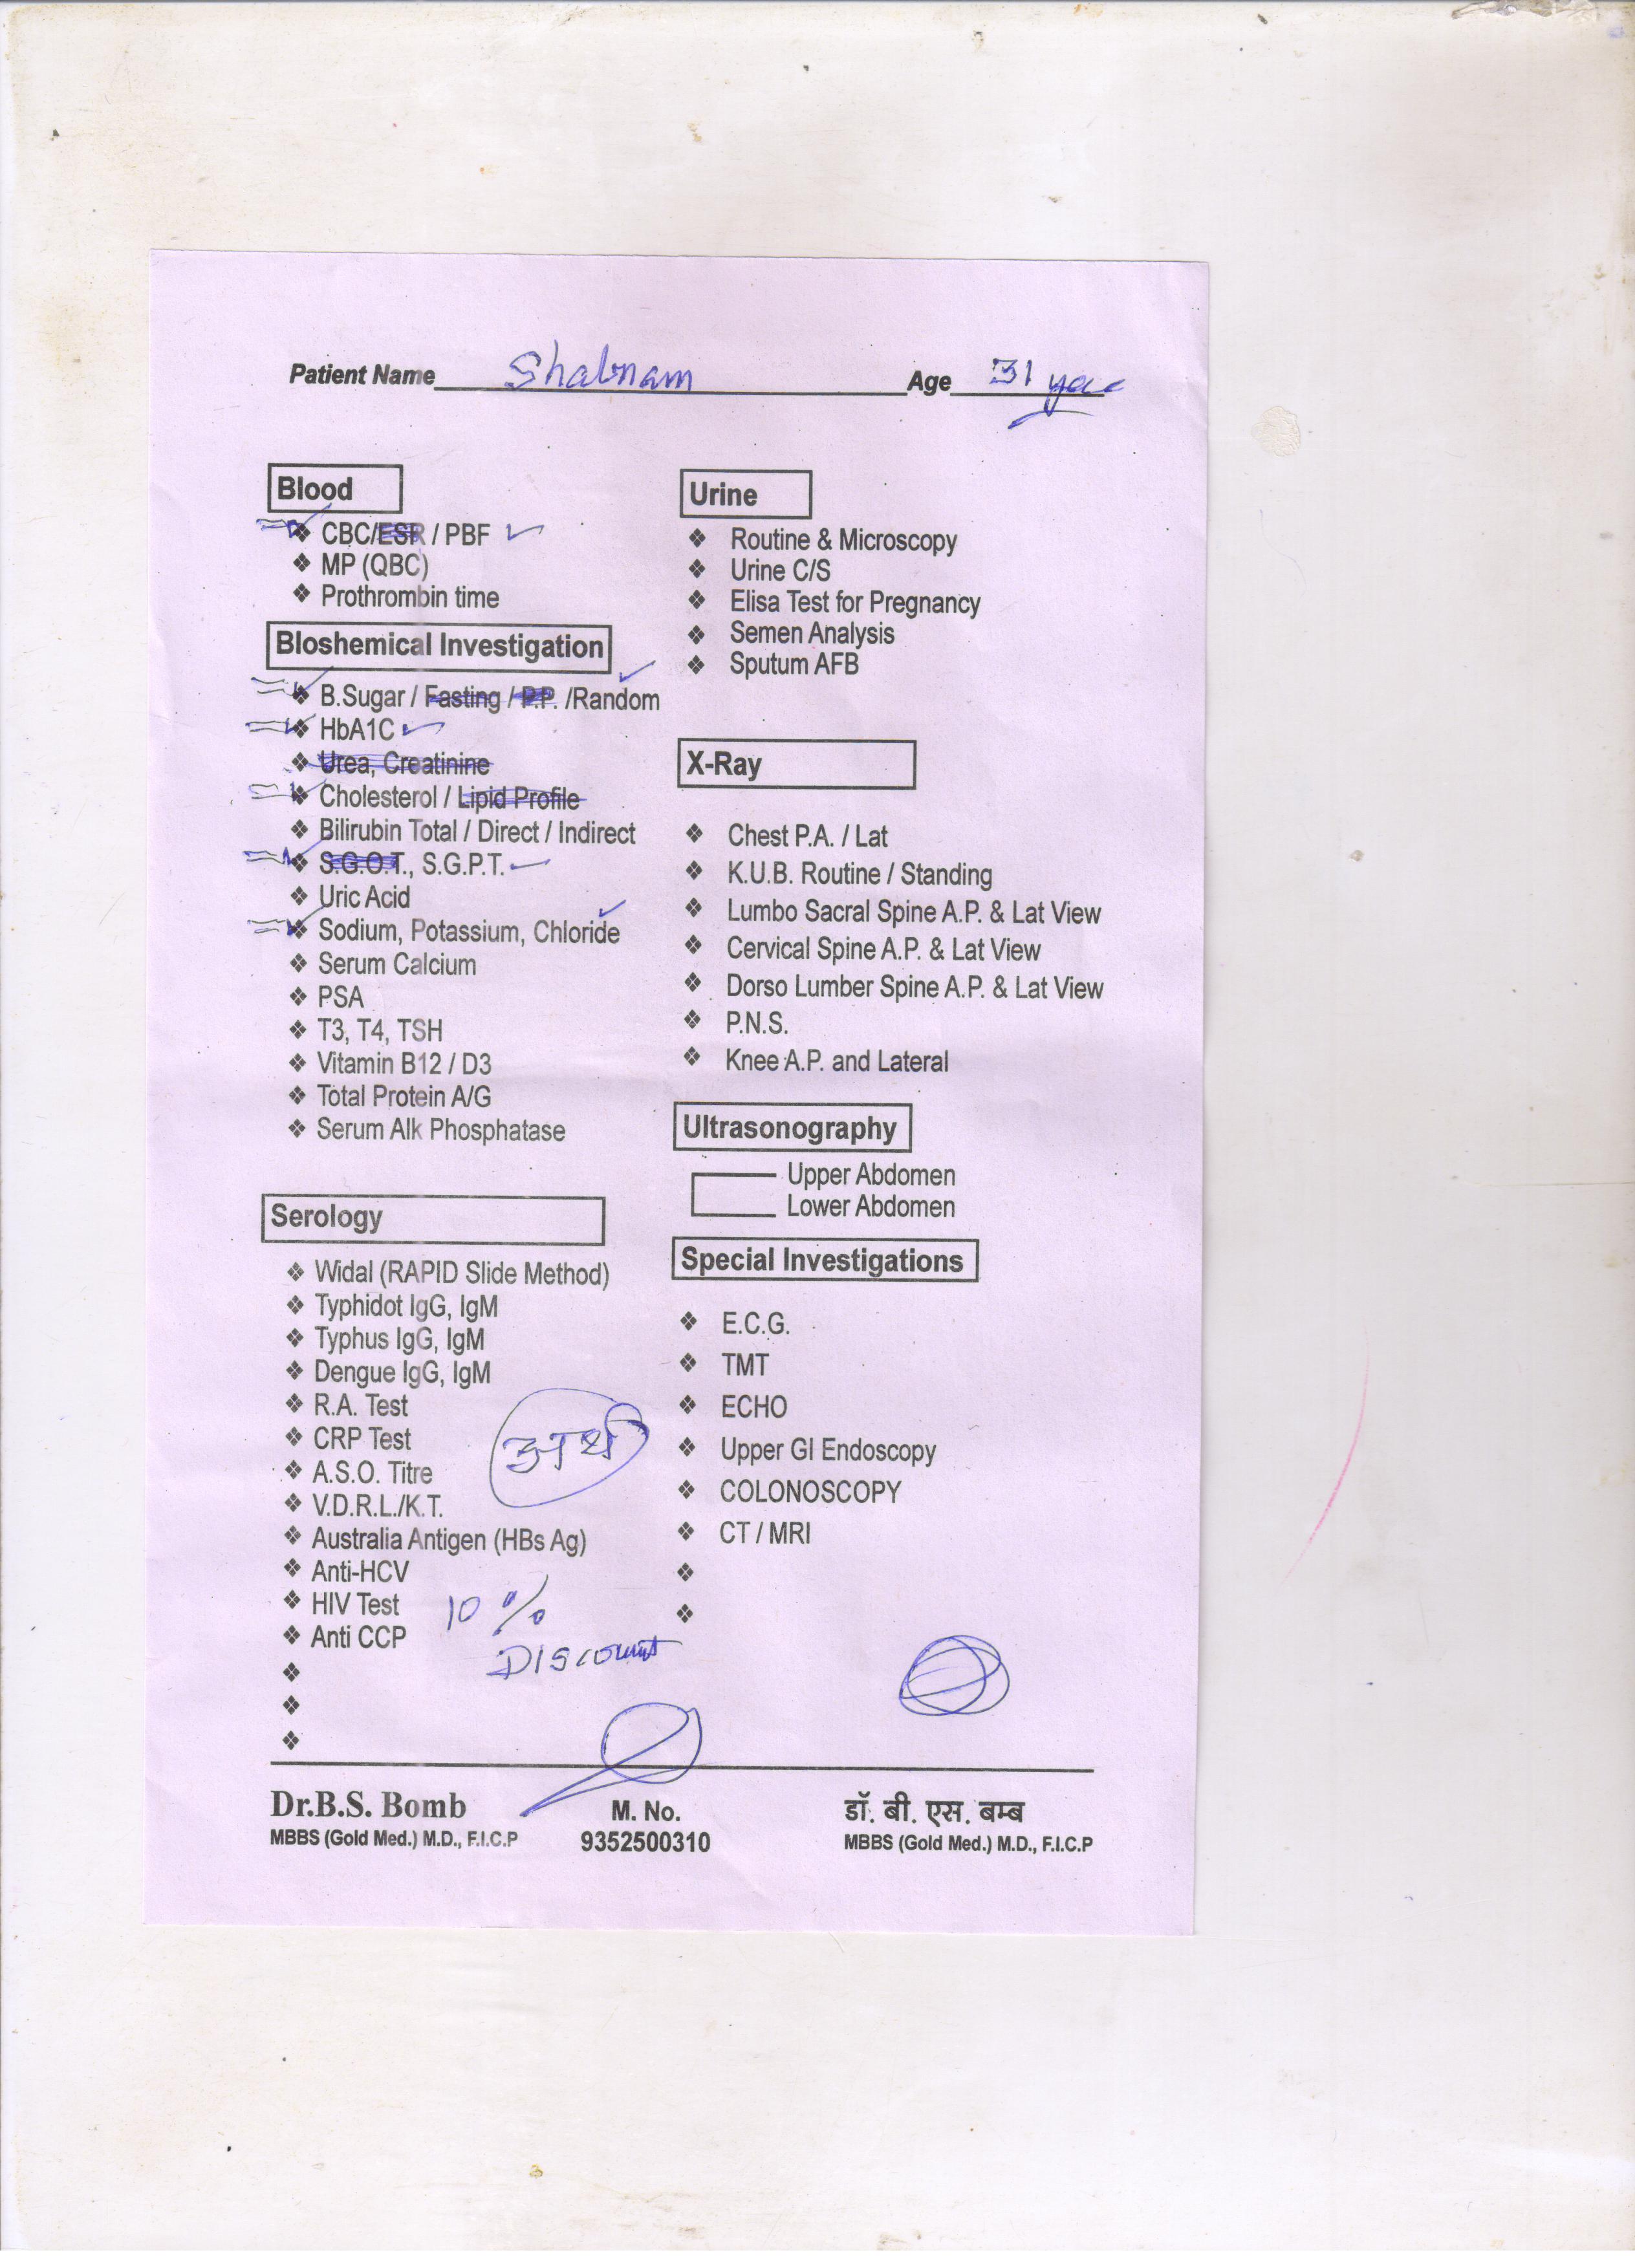 Patient Name Shabnam Age 31 year
Blood
CBC/ESR / PBF
MP (QBC)
Prothrombin time
Bloshemical Investigation
B.Sugar / Fasting / P.P. /Random
HbA1C
Urea, Creatinine
Cholesterol / Lipid Profile
Bilirubin Total / Direct / Indirect
S.G.O.T., S.G.P.T.
Uric Acid
Sodium, Potassium, Chloride
Serum Calcium
PSA
T3, T4, TSH
Vitamin B12 / D3
Total Protein A/G
Serum Alk Phosphatase
Serology
Widal (RAPID Slide Method)
Typhidot IgG, IgM
Typhus IgG, IgM
Dengue IgG, IgM
R.A. Test
CRP Test
A.S.O. Titre
V.D.R.L./K.T.
Australia Antigen (HBs Ag)
Anti-HCV
HIV Test
Anti CCP
10 %
Discount
Urine
Routine & Microscopy
Urine C/S
Elisa Test for Pregnancy
Semen Analysis
Sputum AFB
X-Ray
Chest P.A. / Lat
K.U.B. Routine / Standing
Lumbo Sacral Spine A.P. & Lat View
Cervical Spine A.P. & Lat View
Dorso Lumber Spine A.P. & Lat View
P.N.S.
Knee A.P. and Lateral
Ultrasonography
Upper Abdomen
Lower Abdomen
Special Investigations
E.C.G.
TMT
ECHO
Upper GI Endoscopy
COLONOSCOPY
CT / MRI
Dr.B.S. Bomb
MBBS (Gold Med.) M.D., F.I.C.P
M. No.
9352500310
डॉ. बी. एस. बम्ब
MBBS (Gold Med.) M.D., F.I.C.P